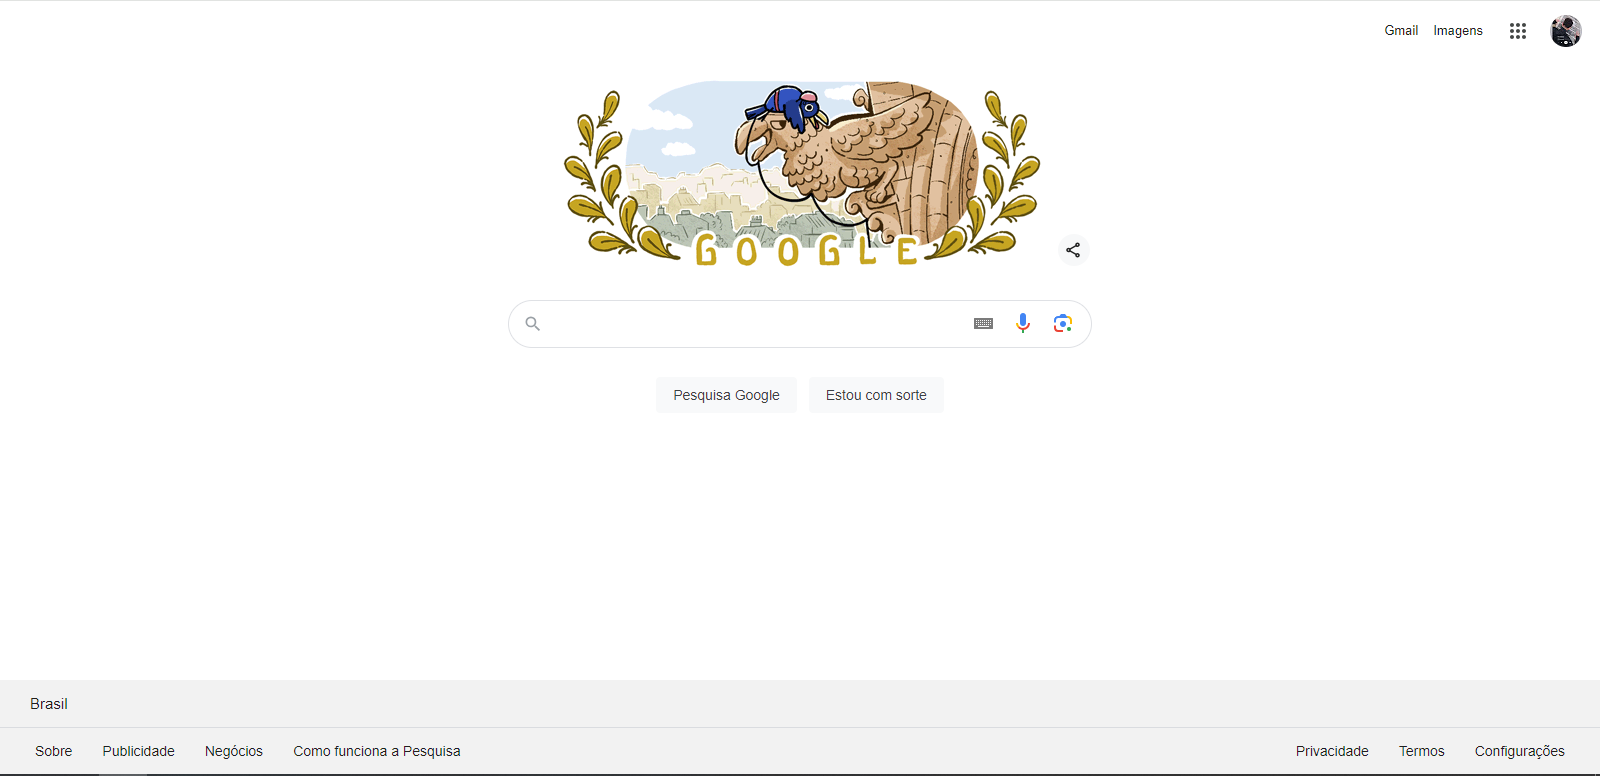 Gmail Imagens
GOOGLE
Pesquisa Google Estou com sorte
Brasil
Sobre Publicidade Negócios Como funciona a Pesquisa Privacidade Termos Configurações